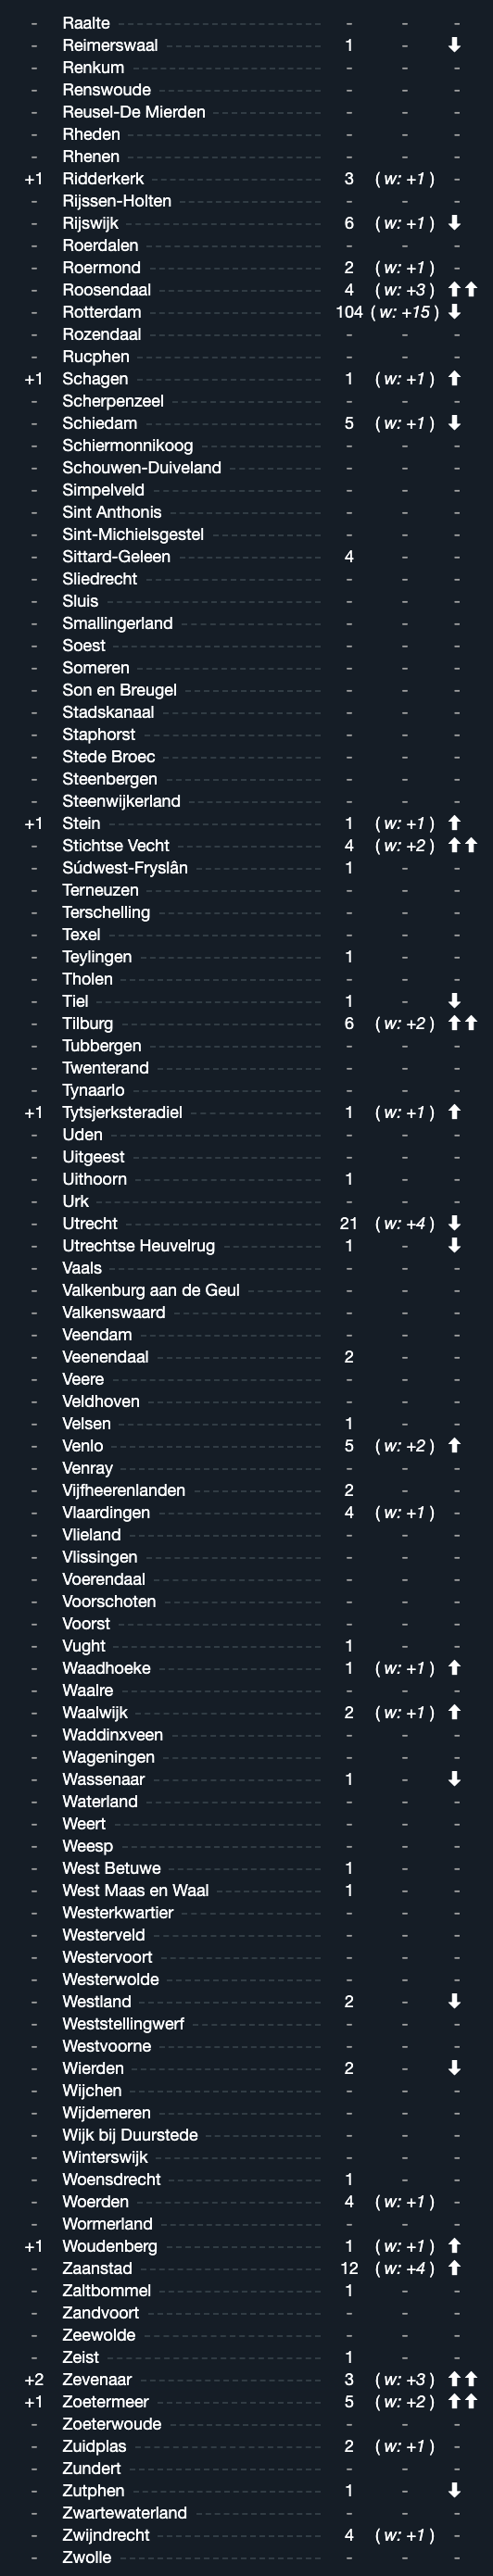 - Raalte - - -
- Reimerswaal 1 - ⬇
- Renkum - - -
- Renswoude - - -
- Reusel-De Mierden - - -
- Rheden - - -
- Rhenen - - -
+1 Ridderkerk 3 ( w: +1 ) -
- Rijssen-Holten - - -
- Rijswijk 6 ( w: +1 ) ⬇
- Roerdalen - - -
- Roermond 2 ( w: +1 ) -
- Roosendaal 4 ( w: +3 ) ⬆⬆
- Rotterdam 104 ( w: +15 ) ⬇
- Rozendaal - - -
- Rucphen - - -
+1 Schagen 1 ( w: +1 ) ⬆
- Scherpenzeel - - -
- Schiedam 5 ( w: +1 ) ⬇
- Schiermonnikoog - - -
- Schouwen-Duiveland - - -
- Simpelveld - - -
- Sint Anthonis - - -
- Sint-Michielsgestel - - -
- Sittard-Geleen 4 - -
- Sliedrecht - - -
- Sluis - - -
- Smallingerland - - -
- Soest - - -
- Someren - - -
- Son en Breugel - - -
- Stadskanaal - - -
- Staphorst - - -
- Stede Broec - - -
- Steenbergen - - -
- Steenwijkerland - - -
+1 Stein 1 ( w: +1 ) ⬆
- Stichtse Vecht 4 ( w: +2 ) ⬆⬆
- Súdwest-Fryslân 1 - -
- Terneuzen - - -
- Terschelling - - -
- Texel - - -
- Teylingen 1 - -
- Tholen - - -
- Tiel 1 - ⬇
- Tilburg 6 ( w: +2 ) ⬆⬆
- Tubbergen - - -
- Twenterand - - -
- Tynaarlo - - -
+1 Tytsjerksteradiel 1 ( w: +1 ) ⬆
- Uden - - -
- Uitgeest - - -
- Uithoorn 1 - -
- Urk - - -
- Utrecht 21 ( w: +4 ) ⬇
- Utrechtse Heuvelrug 1 - ⬇
- Vaals - - -
- Valkenburg aan de Geul - - -
- Valkenswaard - - -
- Veendam - - -
- Veenendaal 2 - -
- Veere - - -
- Veldhoven - - -
- Velsen 1 - -
- Venlo 5 ( w: +2 ) ⬆
- Venray - - -
- Vijfheerenlanden 2 - -
- Vlaardingen 4 ( w: +1 ) -
- Vlieland - - -
- Vlissingen - - -
- Voerendaal - - -
- Voorschoten - - -
- Voorst - - -
- Vught 1 - -
- Waadhoeke 1 ( w: +1 ) ⬆
- Waalre - - -
- Waalwijk 2 ( w: +1 ) ⬆
- Waddinxveen - - -
- Wageningen - - -
- Wassenaar 1 - ⬇
- Waterland - - -
- Weert - - -
- Weesp - - -
- West Betuwe 1 - -
- West Maas en Waal 1 - -
- Westerkwartier - - -
- Westerveld - - -
- Westervoort - - -
- Westerwolde - - -
- Westland 2 - ⬇
- Weststellingwerf - - -
- Westvoorne - - -
- Wierden 2 - ⬇
- Wijchen - - -
- Wijdemeren - - -
- Wijk bij Duurstede - - -
- Winterswijk - - -
- Woensdrecht 1 - -
- Woerden 4 ( w: +1 ) -
- Wormerland - - -
+1 Woudenberg 1 ( w: +1 ) ⬆
- Zaanstad 12 ( w: +4 ) ⬆
- Zaltbommel 1 - -
- Zandvoort - - -
- Zeewolde - - -
- Zeist 1 - -
+2 Zevenaar 3 ( w: +3 ) ⬆⬆
+1 Zoetermeer 5 ( w: +2 ) ⬆⬆
- Zoeterwoude - - -
- Zuidplas 2 ( w: +1 ) -
- Zundert - - -
- Zutphen 1 - ⬇
- Zwartewaterland - - -
- Zwijndrecht 4 ( w: +1 ) -
- Zwolle - - -